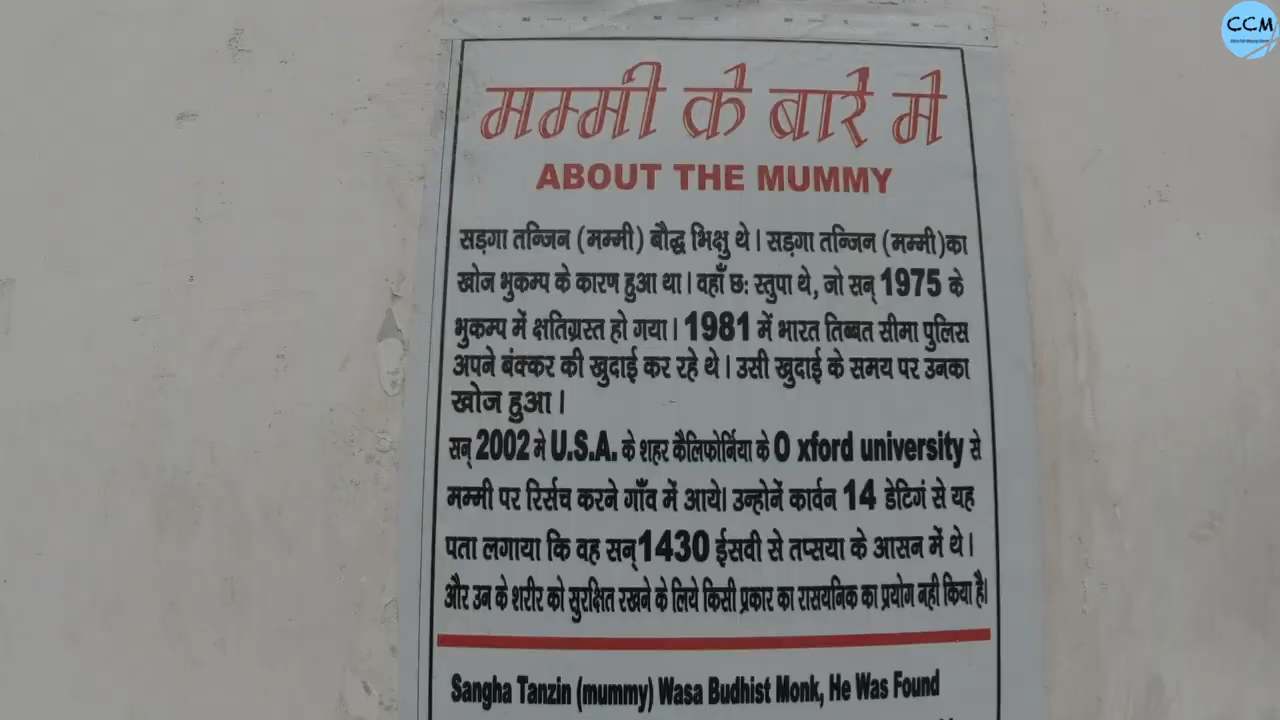 CCM
मम्मी के बारे मे
ABOUT THE MUMMY
सड़गा तन्जिन (मम्मी) बौद्ध भिक्षु थे। सड़गा तन्जिन (मम्मी)का
खोज भुकम्प के कारण हुआ था। वहाँ छः स्तुपा थे, जो सन् 1975 के
भुकम्प में क्षतिग्रस्त हो गया। 1981 में भारत तिब्बत सीमा पुलिस
अपने बंक्कर की खुदाई कर रहे थे। उसी खुदाई के समय पर उनका
खोज हुआ।
सन् 2002 मे U.S.A. के शहर कैलिफोर्निया के O xford university से
मम्मी पर रिर्सच करने गाँव में आये। उन्होनें कार्वन 14 डेटिगं से यह
पता लगाया कि वह सन्1430 ईसवी से तप्सया के आसन में थे।
और उन के शरीर को सुरक्षित रखने के लिये किसी प्रकार का रासयनिक का प्रयोग नही किया है।
Sangha Tanzin (mummy) Wasa Budhist Monk, He Was Found